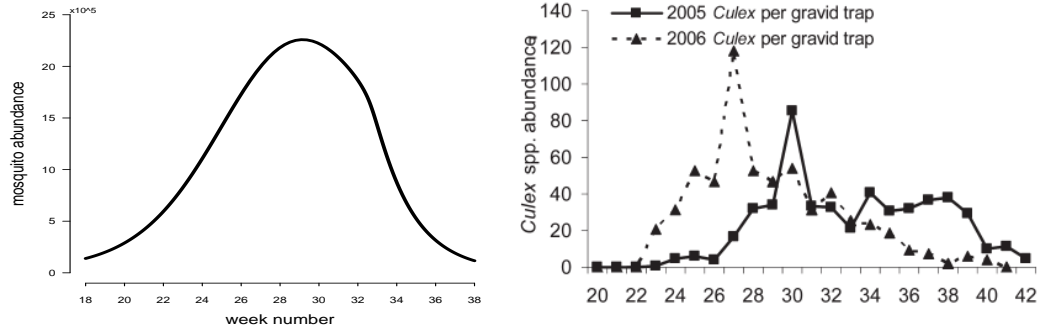 x10^5
25
20
15
10
5
0
mosquito abundance
18 20 22 24 26 28 30 32 34 36 38
week number
140
120
100
80
60
40
20
0
Culex spp. abundance
2005 Culex per gravid trap
2006 Culex per gravid trap
20 22 24 26 28 30 32 34 36 38 40 42